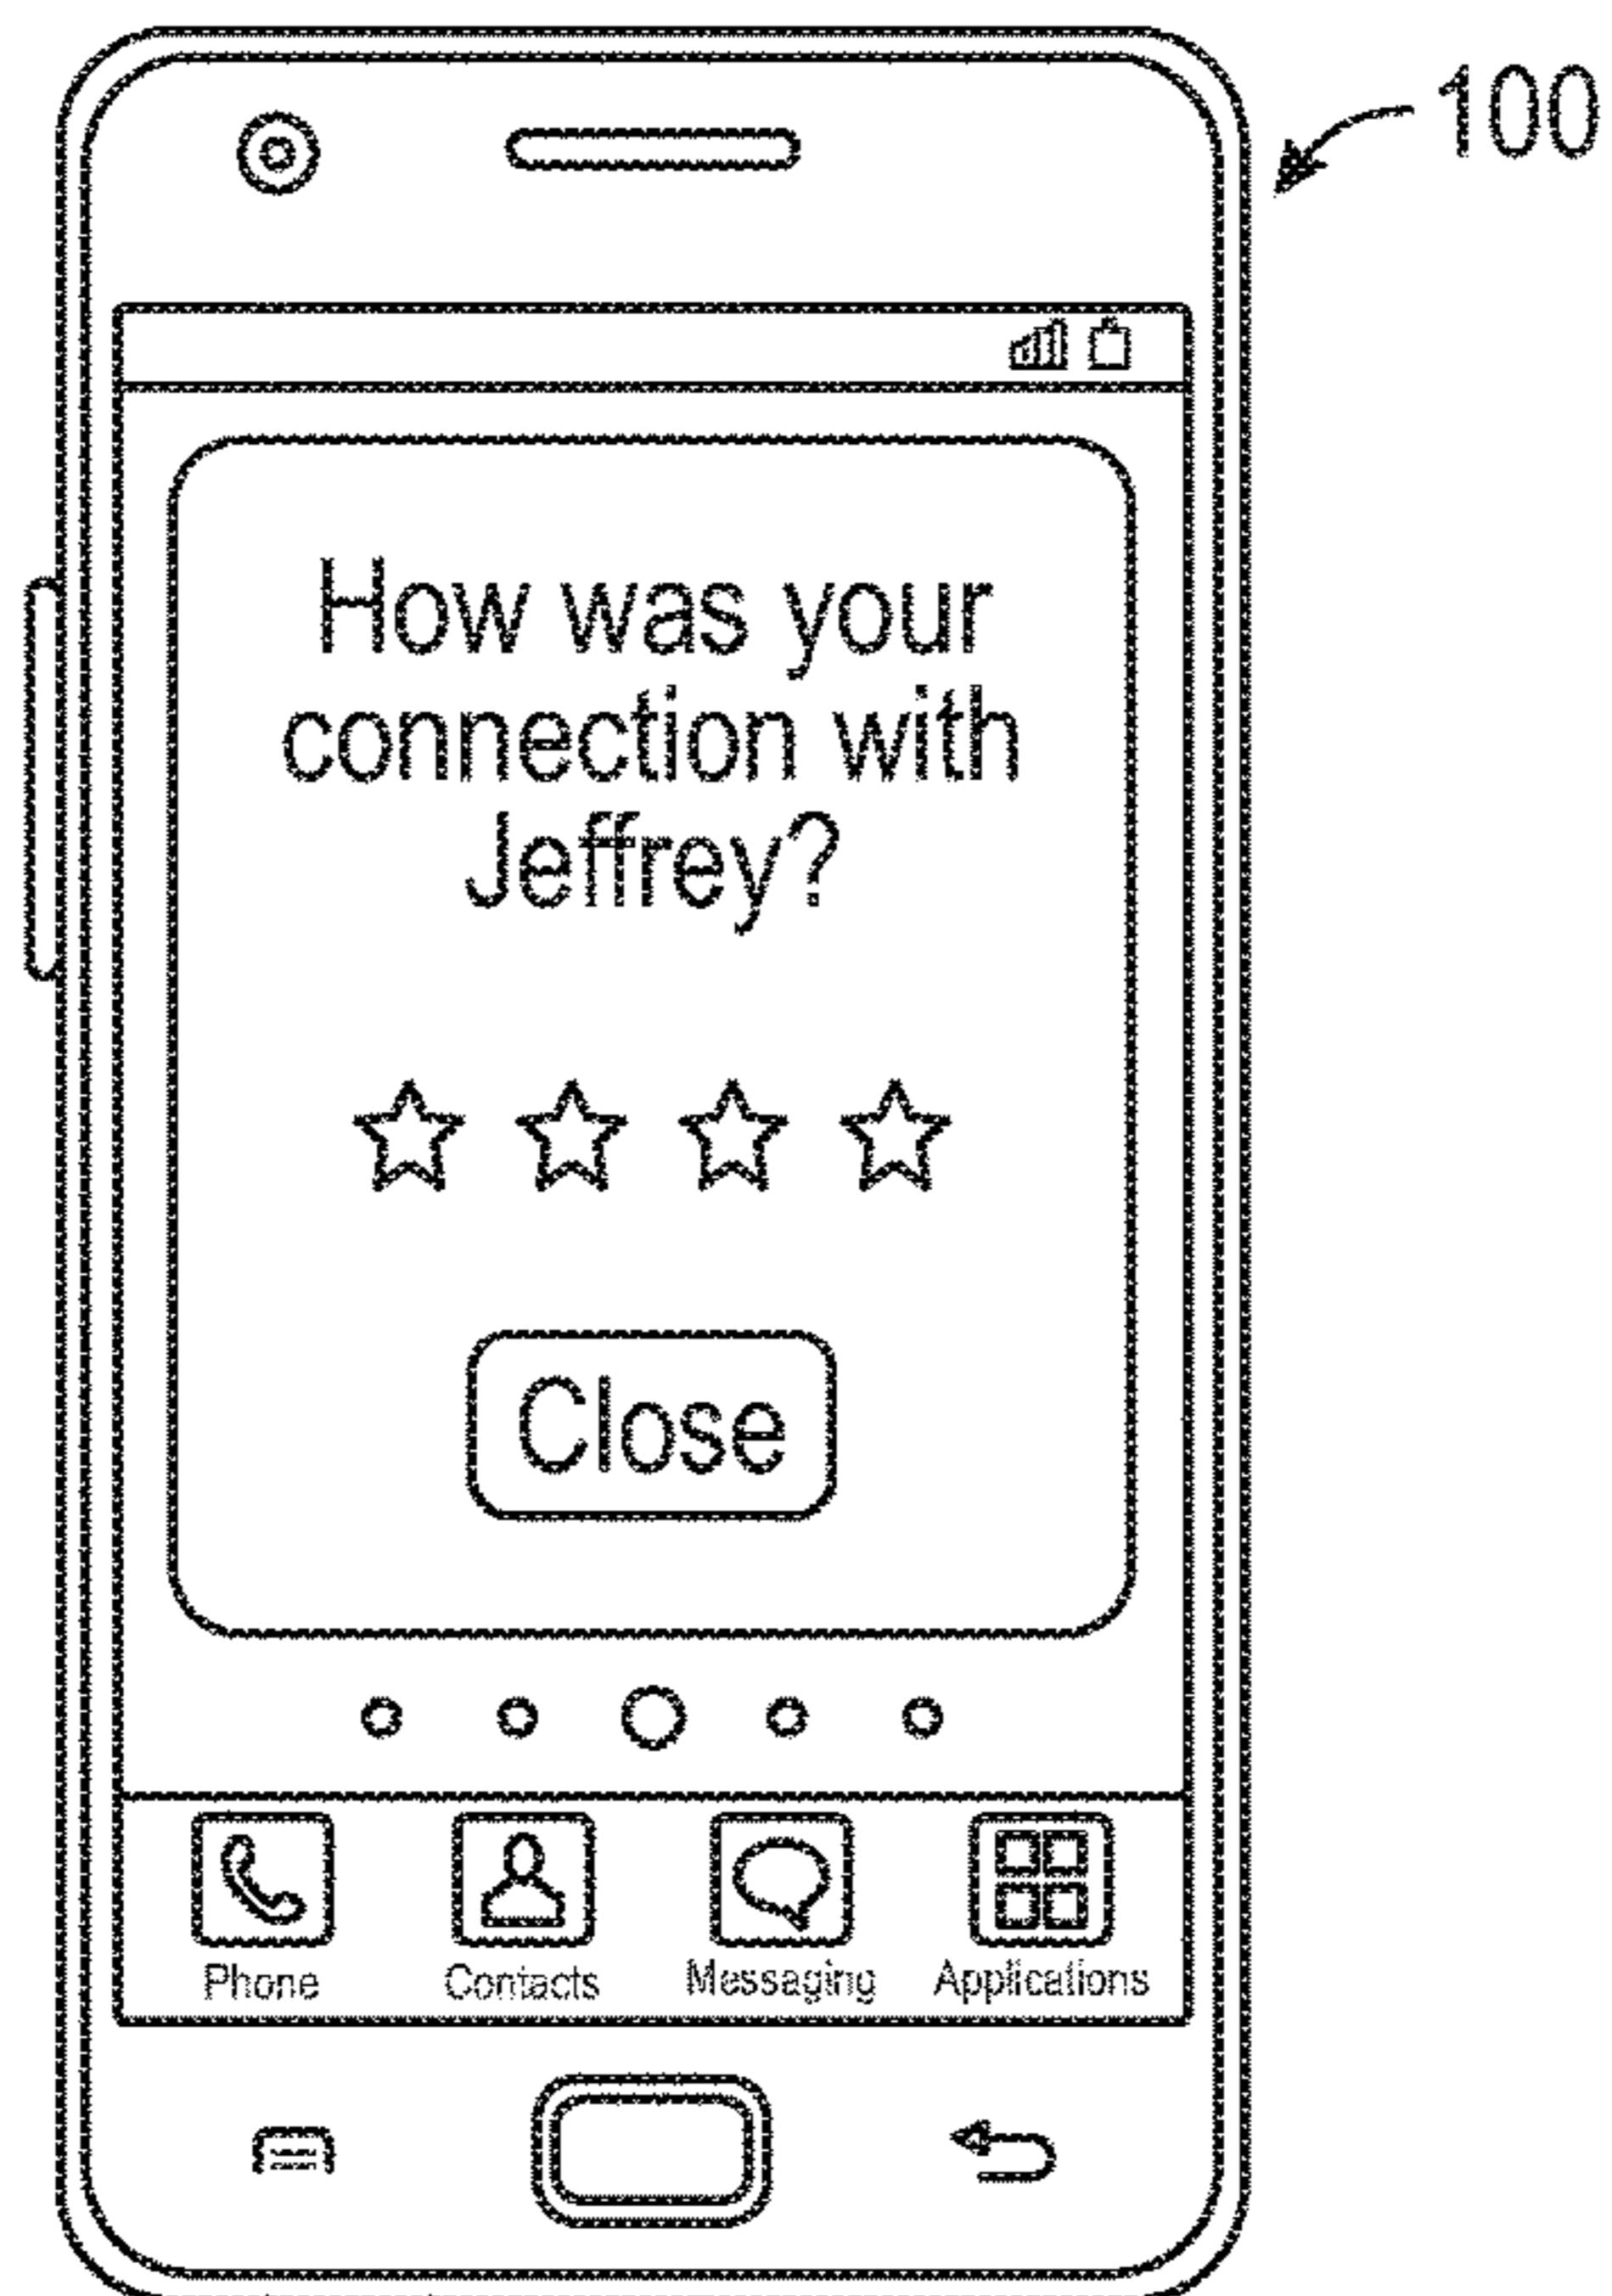 100
How was your
connection with
Jeffrey?
Close
Phone Contacts Messaging Applications